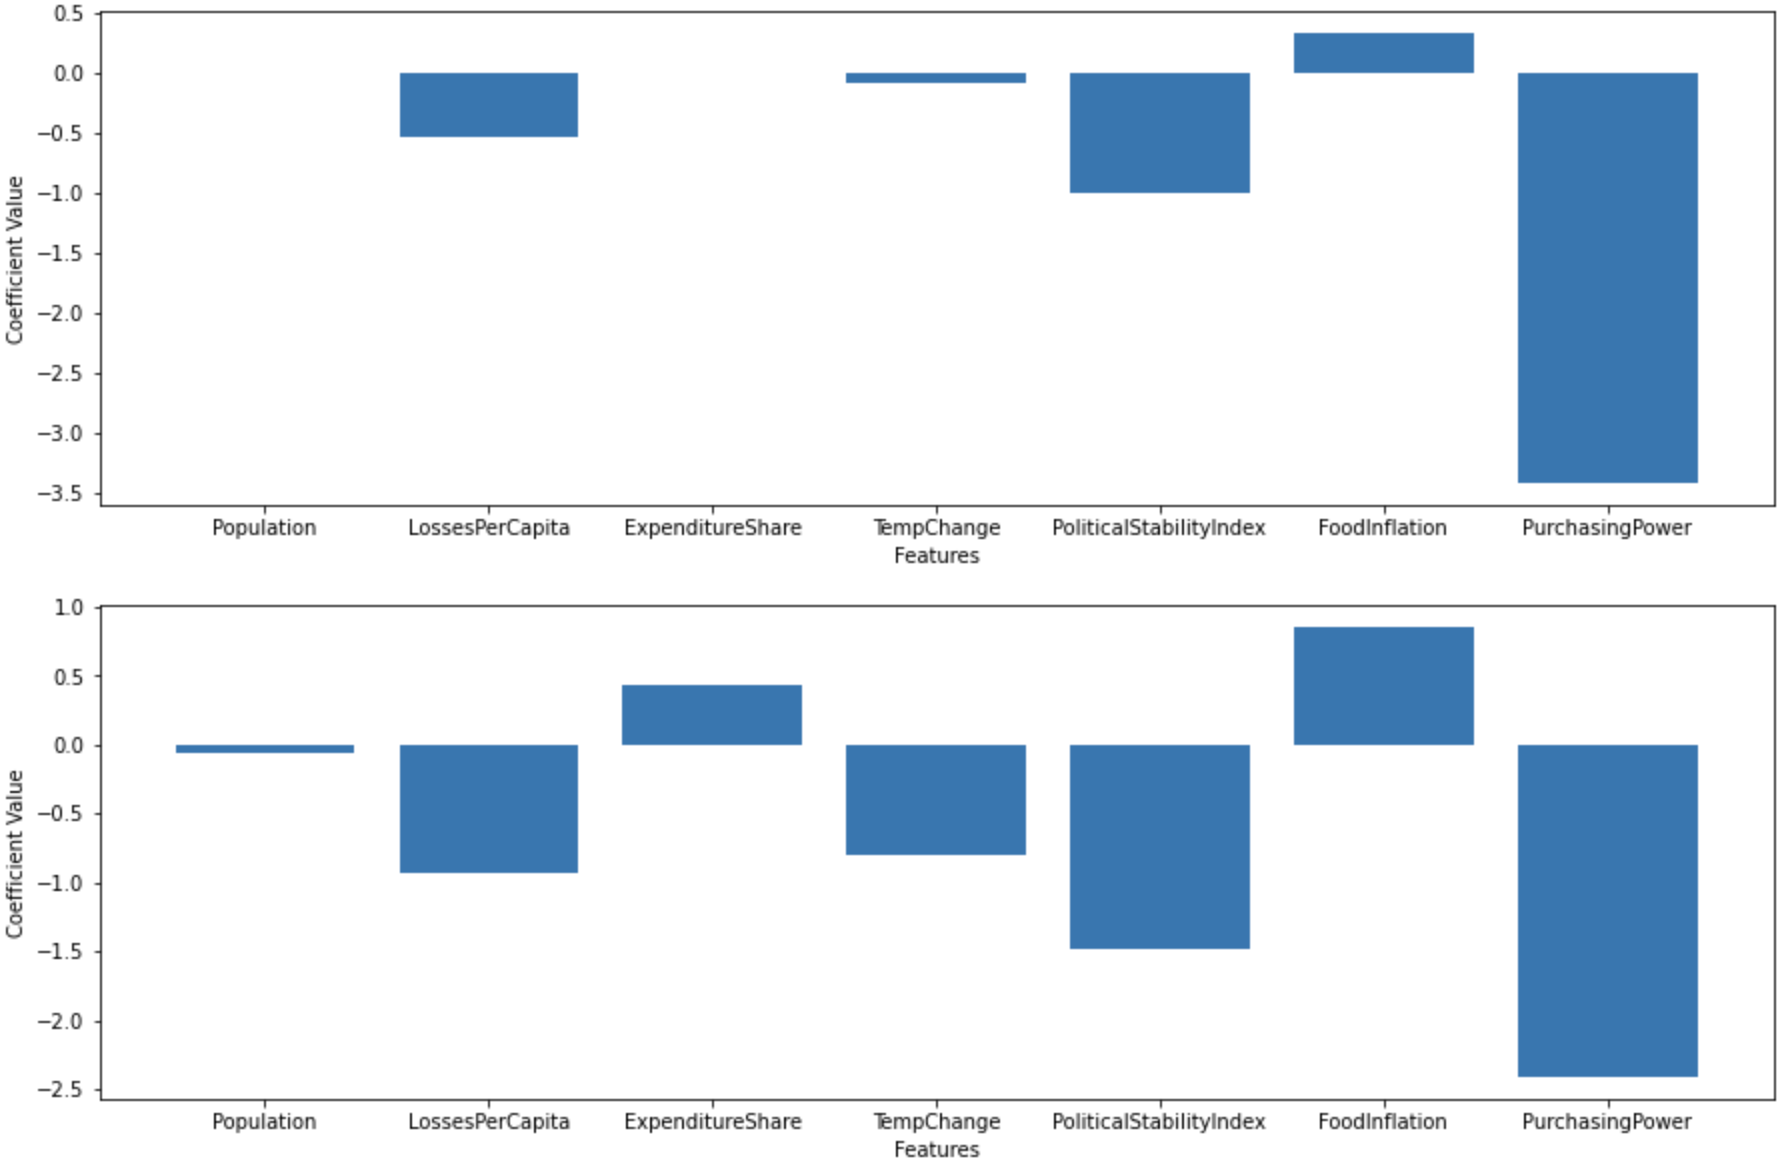 0.5
0.0
−0.5
−1.0
−1.5
−2.0
−2.5
−3.0
−3.5
Coefficient Value
Population LossesPerCapita ExpenditureShare TempChange PoliticalStabilityIndex FoodInflation PurchasingPower
Features
1.0
0.5
0.0
−0.5
−1.0
−1.5
−2.0
−2.5
Coefficient Value
Population LossesPerCapita ExpenditureShare TempChange PoliticalStabilityIndex FoodInflation PurchasingPower
Features